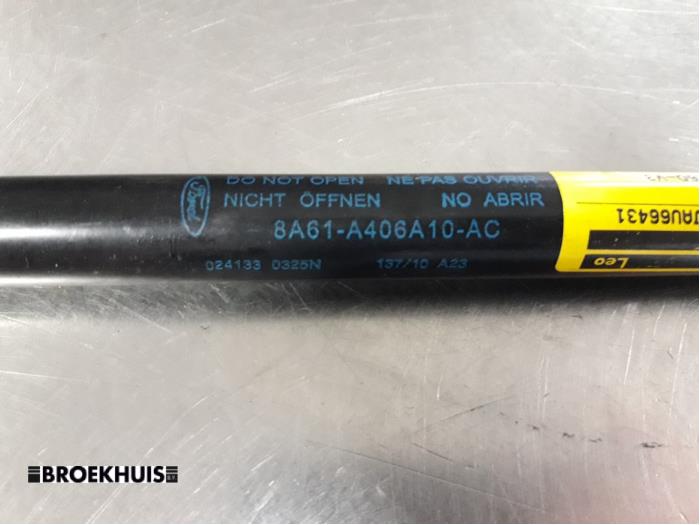 Ford
DO NOT OPEN NE PAS OUVRIR
NICHT ÖFFNEN NO ABRIR
8A61-A406A10-AC
024133 0325N 137/10 A23
JAU66431
Leo
BROEKHUIS B.V.